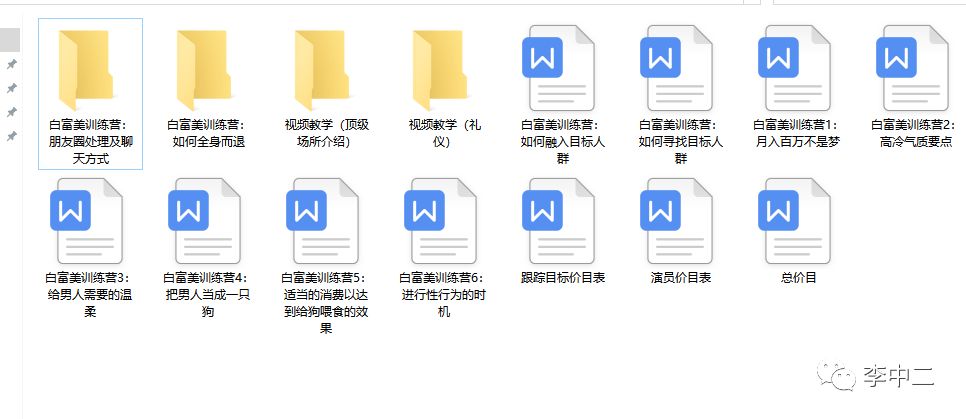 白富美训练营：
朋友圈处理及聊
天方式
白富美训练营：
如何全身而退
视频教学（顶级
场所介绍）
视频教学（礼
仪）
白富美训练营：
如何融入目标人
群
白富美训练营：
如何寻找目标人
群
白富美训练营1：
月入百万不是梦
白富美训练营2：
高冷气质要点
白富美训练营3：
给男人需要的温
柔
白富美训练营4：
把男人当成一只
狗
白富美训练营5：
适当的消费以达
到给狗喂食的效
果
白富美训练营6：
进行性行为的时
机
跟踪目标价目表
演员价目表
总价目
李中二